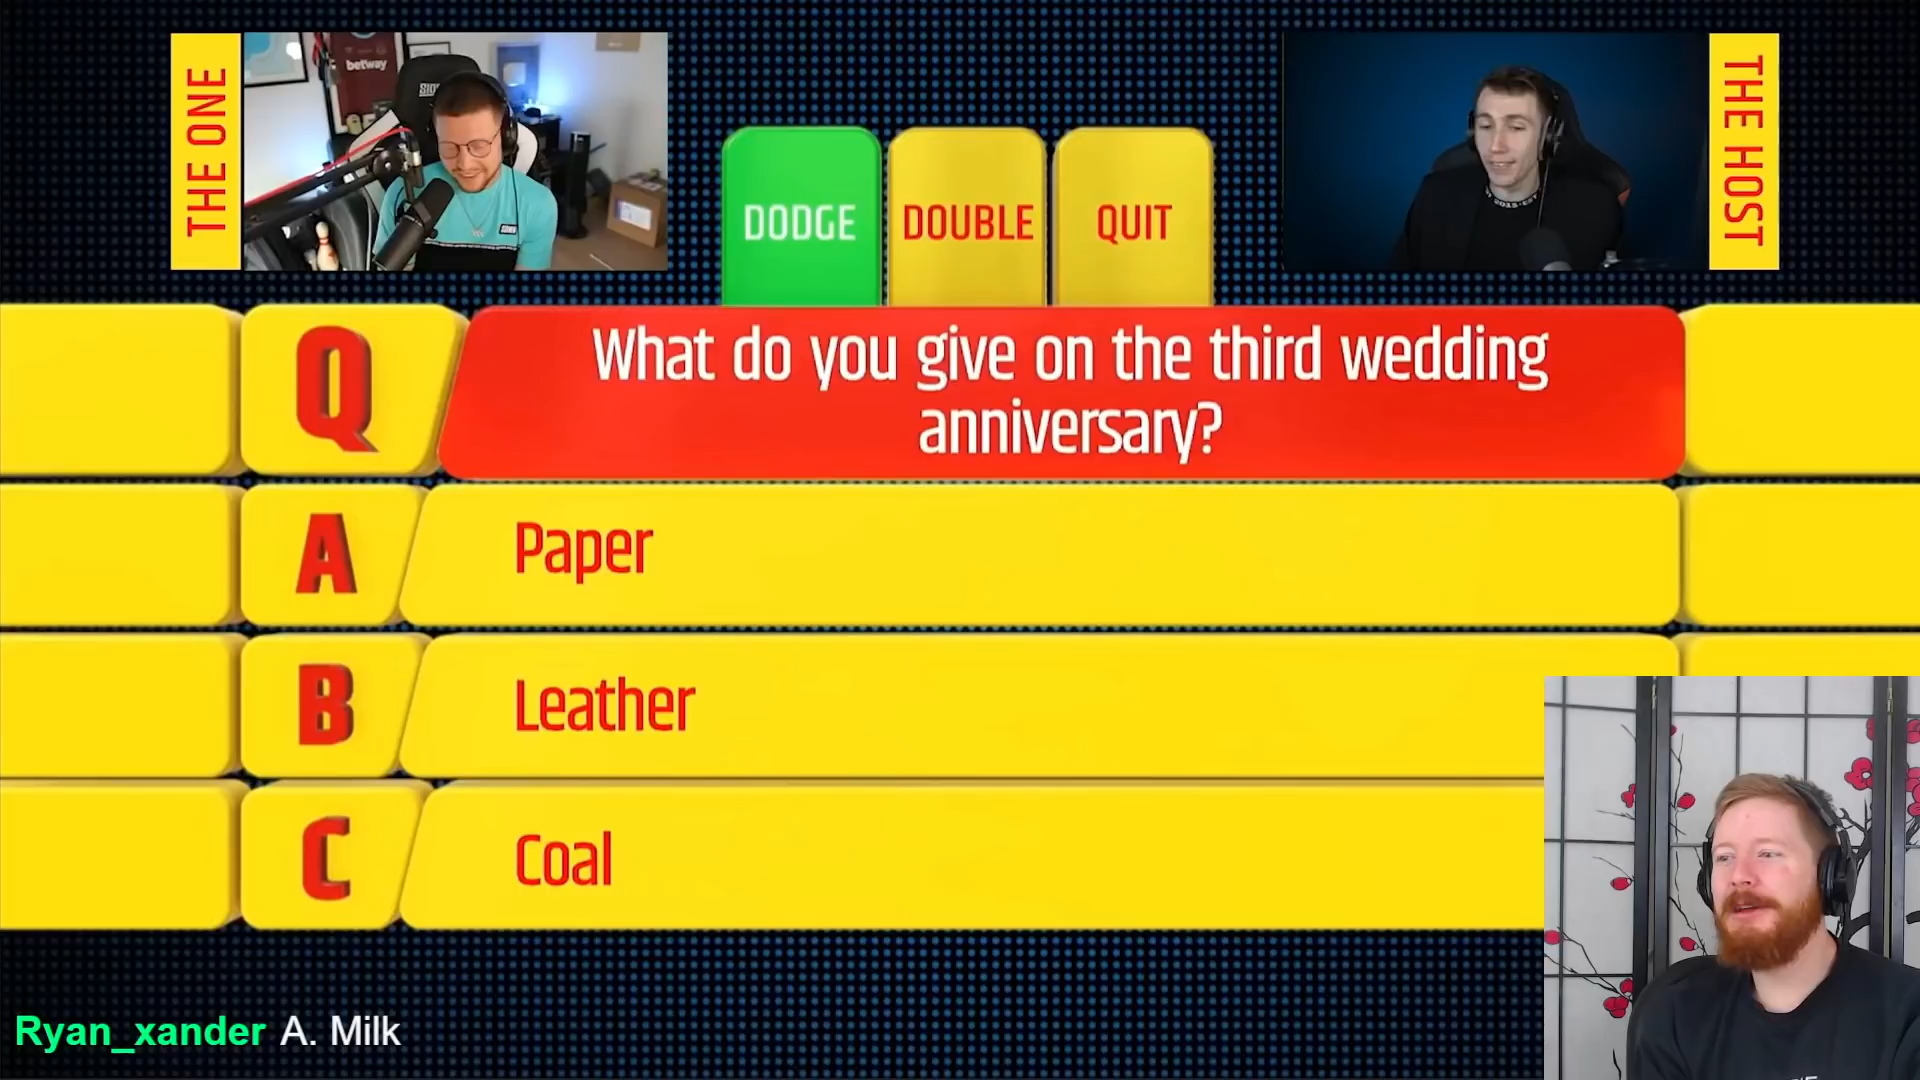 THE ONE
betway
DODGE
DOUBLE
QUIT
THE HOST
Q
What do you give on the third wedding
anniversary?
A
Paper
B
Leather
C
Coal
Ryan_xander A. Milk